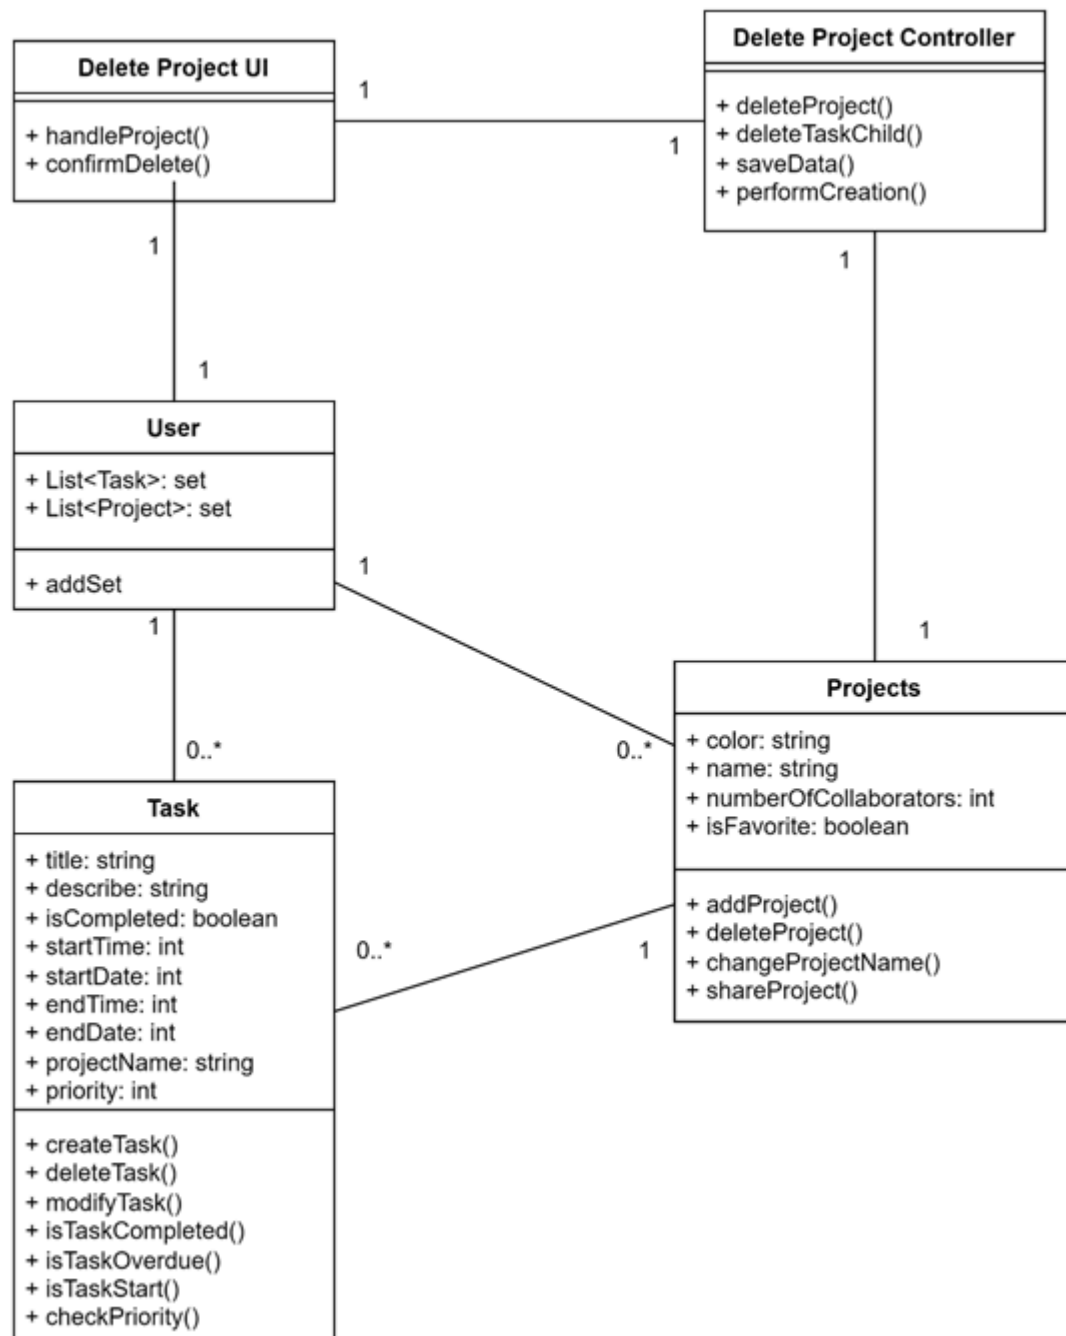 Delete Project UI
+ handleProject()
+ confirmDelete()
Delete Project Controller
+ deleteProject()
+ deleteTaskChild()
+ saveData()
+ performCreation()
1
1
1
1
1
1
User
+ List<Task>: set
+ List<Project>: set
+ addSet
1
1
0..*
0..*
Projects
+ color: string
+ name: string
+ numberOfCollaborators: int
+ isFavorite: boolean
+ addProject()
+ deleteProject()
+ changeProjectName()
+ shareProject()
0..*
1
Task
+ title: string
+ describe: string
+ isCompleted: boolean
+ startTime: int
+ startDate: int
+ endTime: int
+ endDate: int
+ projectName: string
+ priority: int
+ createTask()
+ deleteTask()
+ modifyTask()
+ isTaskCompleted()
+ isTaskOverdue()
+ isTaskStart()
+ checkPriority()